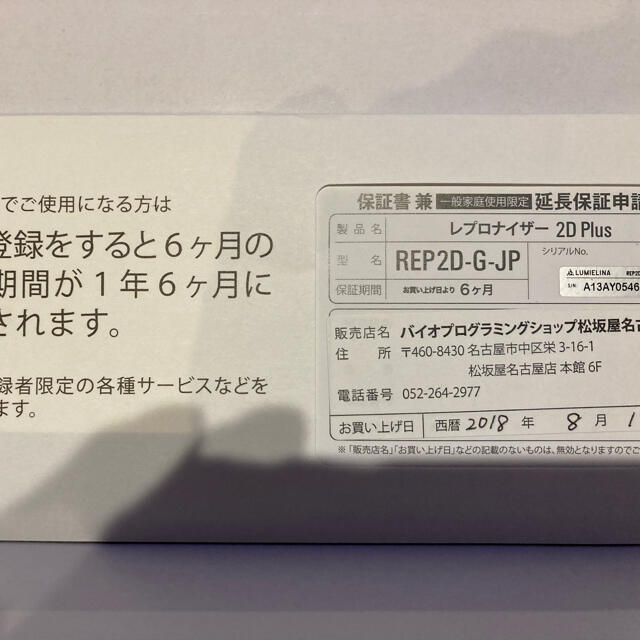 でご使用になる方は
登録をすると6ヶ月の
期間が1年6ヶ月に
されます。
録者限定の各種サービスなどを
ます。
保証書 兼 一般家庭使用限定 延長保証申請
製品名 レプロナイザー 2D Plus
型名 REP2D-G-JP シリアルNo.
LUMIELINA REP2D
S/N A13AY0546
保証期間 お買い上げ日より 6ヶ月
販売店名 バイオプログラミングショップ松坂屋名古
住所 〒460-8430 名古屋市中区栄 3-16-1
松坂屋名古屋店 本館 6F
電話番号 052-264-2977
お買い上げ日 西暦 2018 年 8 月 1
※「販売店名」「お買い上げ日」などの記載のないものは、無効となりますのでご